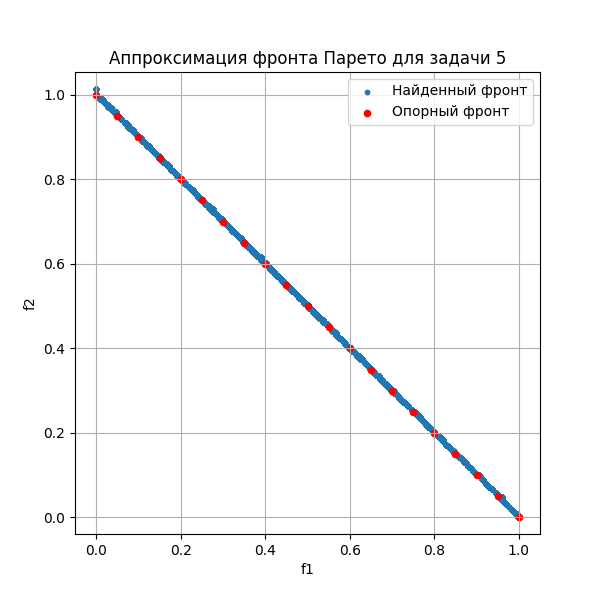 Аппроксимация фронта Парето для задачи 5
Найденный фронт
Опорный фронт
1.0
0.8
0.6
0.4
0.2
0.0
f2
0.0 0.2 0.4 0.6 0.8 1.0
f1